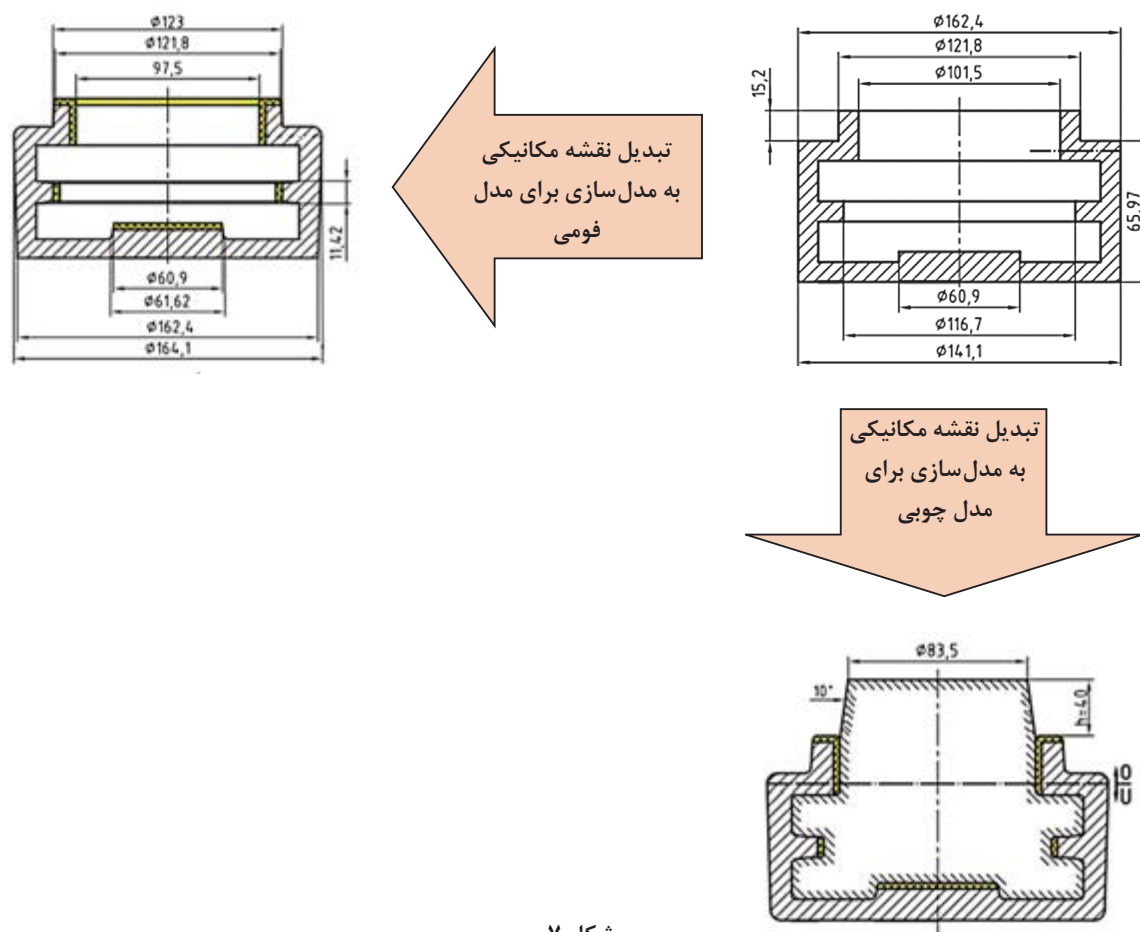 ø123
ø121,8
97,5
11,42
ø60,9
ø61,62
ø162,4
ø164,1
تبدیل نقشه مکانیکی
به مدل‌سازی برای مدل
فومی
ø162,4
ø121,8
ø101,5
15,2
65,97
ø60,9
ø116,7
ø141,1
تبدیل نقشه مکانیکی
به مدل‌سازی برای
مدل چوبی
ø83,5
10°
h=40
O
U